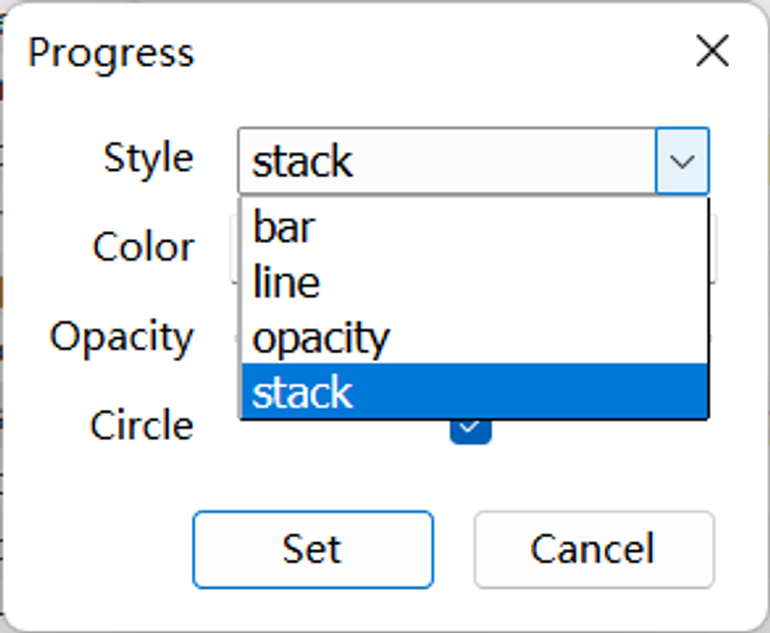 Progress
Style
stack
bar
Color
line
Opacity
opacity
stack
Circle
Set
Cancel